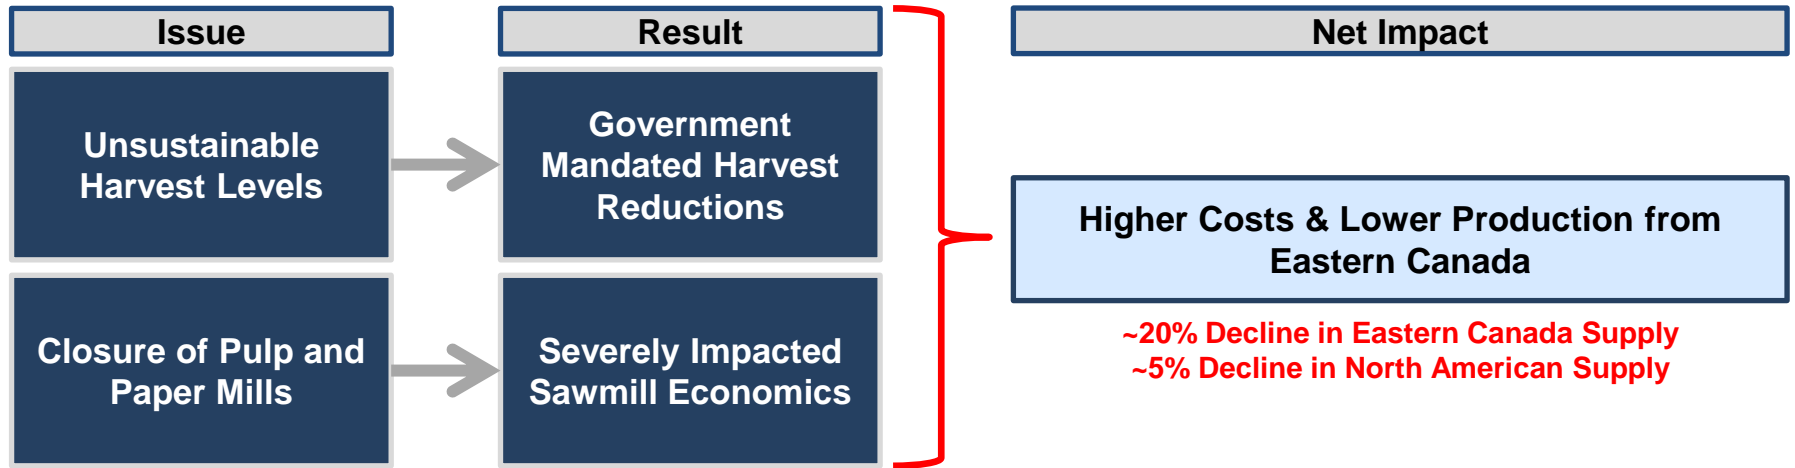 Issue
Result
Net Impact
Unsustainable
Harvest Levels
Government
Mandated Harvest
Reductions
Higher Costs & Lower Production from
Eastern Canada
Closure of Pulp and
Paper Mills
Severely Impacted
Sawmill Economics
~20% Decline in Eastern Canada Supply
~5% Decline in North American Supply